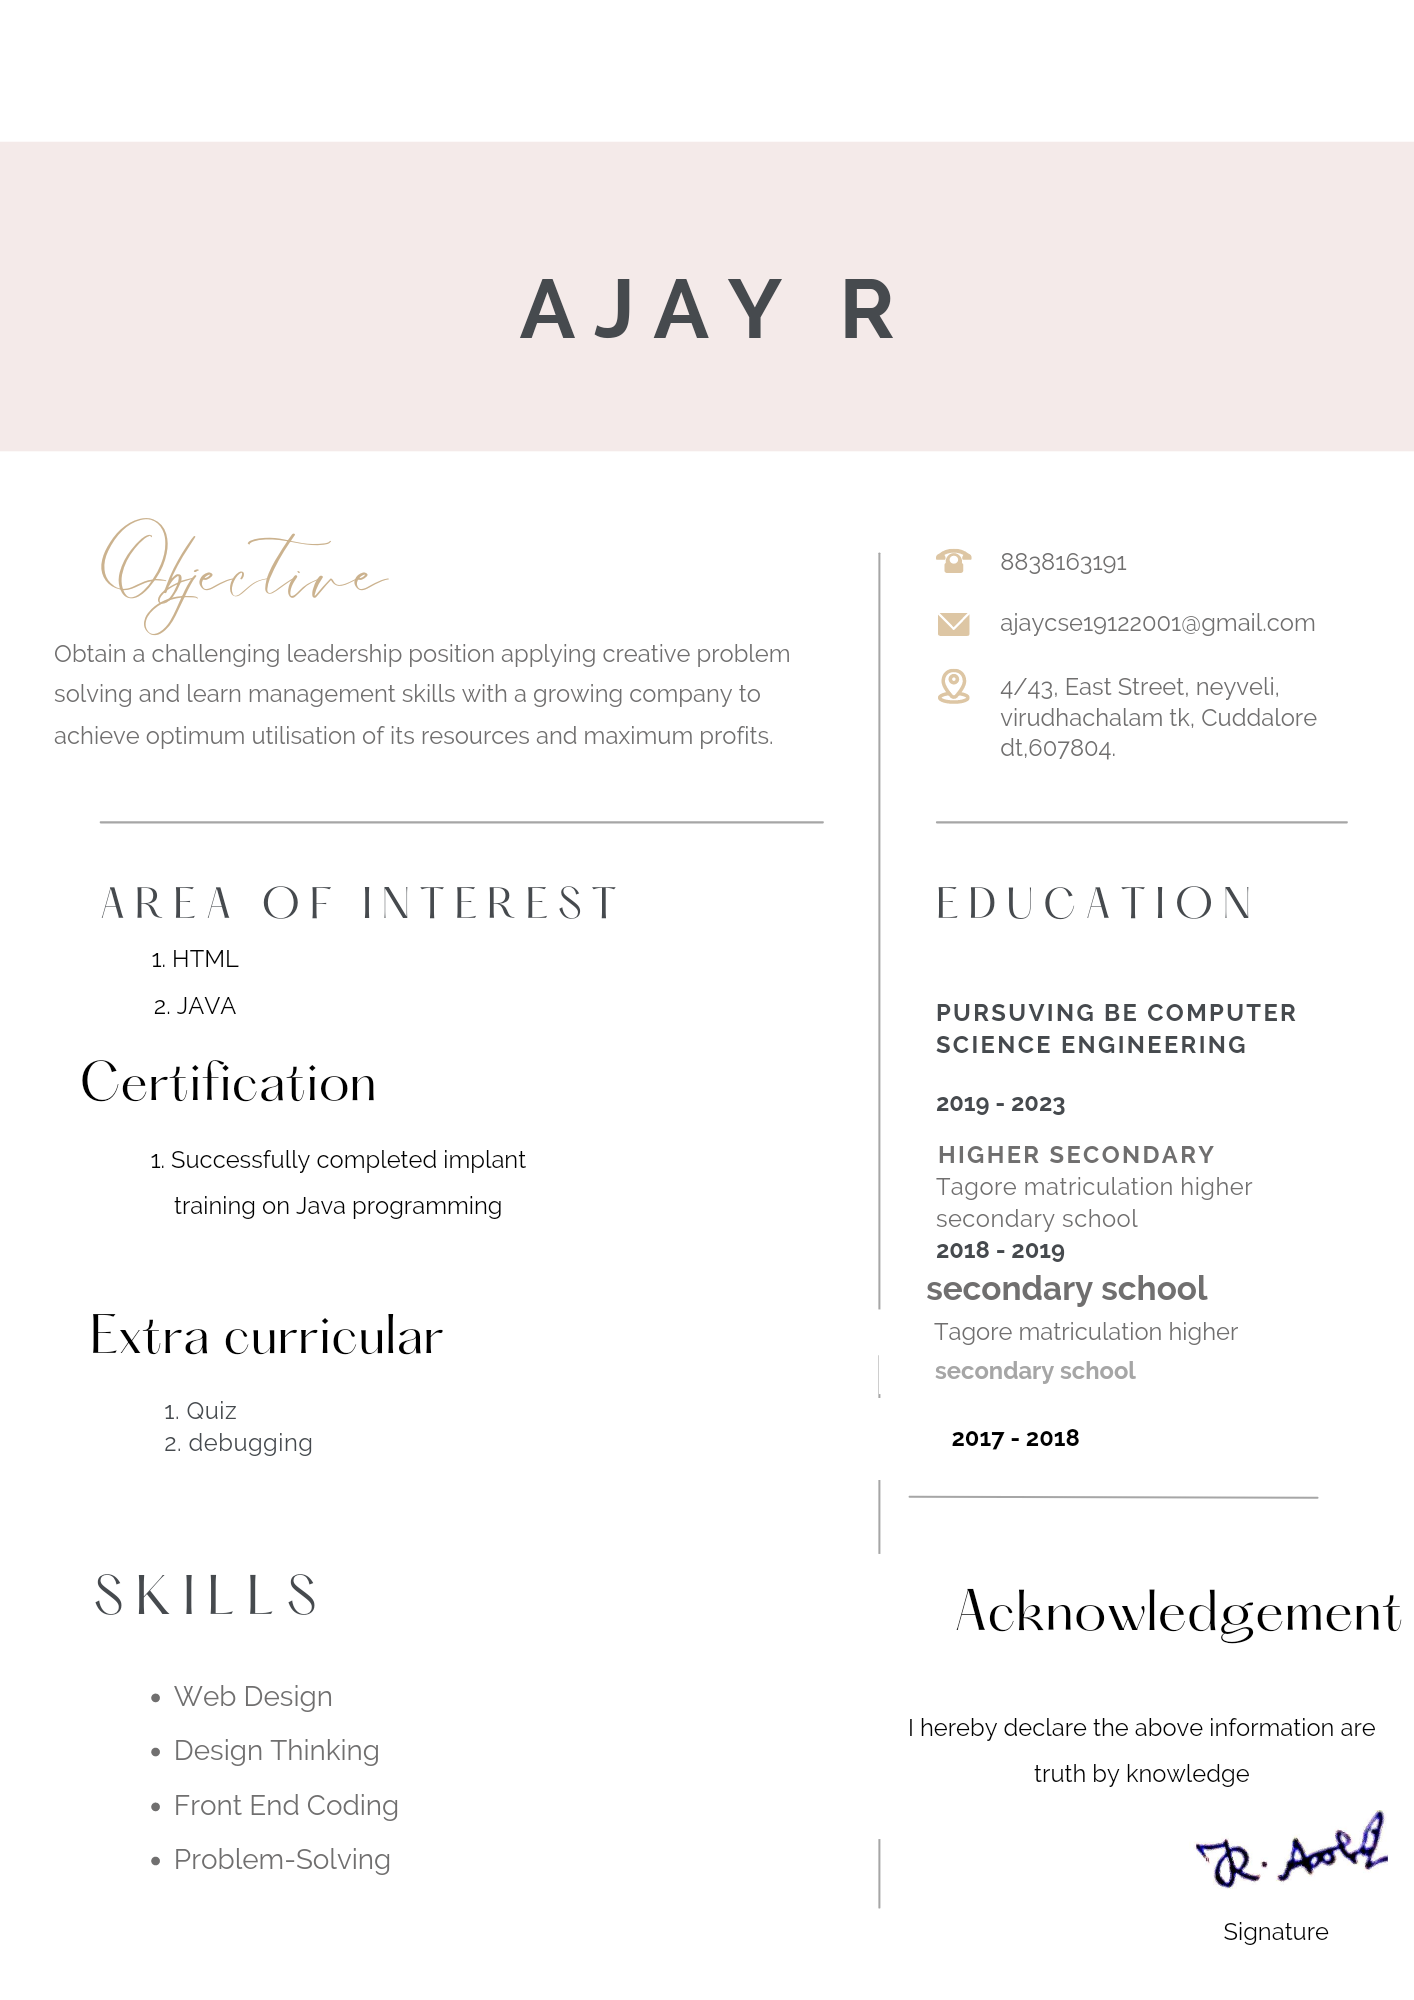 AJAY R
Objective
Obtain a challenging leadership position applying creative problem
solving and learn management skills with a growing company to
achieve optimum utilisation of its resources and maximum profits.
8838163191
ajaycse19122001@gmail.com
4/43, East Street, neyveli,
virudhachalam tk, Cuddalore
dt,607804.
AREA OF INTEREST
1. HTML
2. JAVA
Certification
1. Successfully completed implant
training on Java programming
Extra curricular
1. Quiz
2. debugging
SKILLS
• Web Design
• Design Thinking
• Front End Coding
• Problem-Solving
EDUCATION
PURSUVING BE COMPUTER
SCIENCE ENGINEERING
2019 - 2023
HIGHER SECONDARY
Tagore matriculation higher
secondary school
2018 - 2019
secondary school
Tagore matriculation higher
secondary school
2017 - 2018
Acknowledgement
I hereby declare the above information are
truth by knowledge
Signature